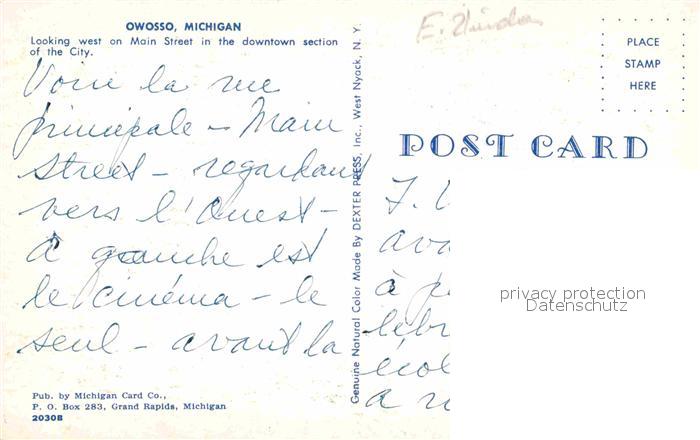 OWOSSO, MICHIGAN
Looking west on Main Street in the downtown section
of the City.
Voici la rue
principale – Main
Street – regardant
vers l'Ouest –
à gauche est
le cinéma – le
seul – avant la
Pub. by Michigan Card Co.,
P. O. Box 283, Grand Rapids, Michigan
2030B
Genuine Natural Color Made By DEXTER PRESS, Inc., West Nyack, N. Y.
PLACE
STAMP
HERE
POST CARD
ava
à
a
privacy protection
Datenschutz